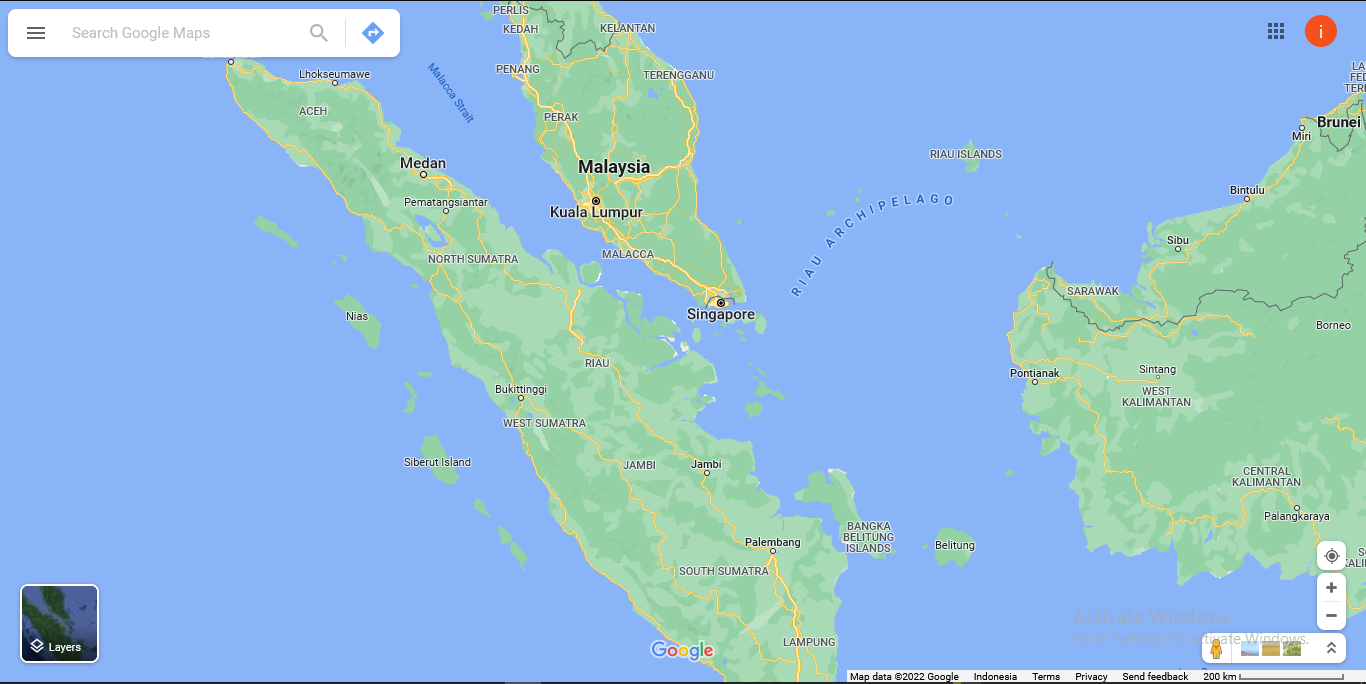 Search Google Maps
i
PERLIS
KEDAH
KELANTAN
PENANG
TERENGGANU
Lhokseumawe
Malacca Strait
ACEH
PERAK
Brunei
Miri
Medan
Malaysia
RIAU ISLANDS
Pematangsiantar
Kuala Lumpur
Bintulu
RIAU ARCHIPELAGO
Sibu
NORTH SUMATRA
MALACCA
SARAWAK
Nias
Singapore
Borneo
RIAU
Pontianak
Sintang
Bukittinggi
WEST
KALIMANTAN
WEST SUMATRA
Siberut Island
JAMBI
Jambi
CENTRAL
KALIMANTAN
BANGKA
BELITUNG
ISLANDS
Palangkaraya
Palembang
Belitung
SOUTH SUMATRA
LAMPUNG
Layers
Google
Activate Windows
Go to Settings to activate Windows.
Map data ©2022 Google
Indonesia
Terms
Privacy
Send feedback
200 km